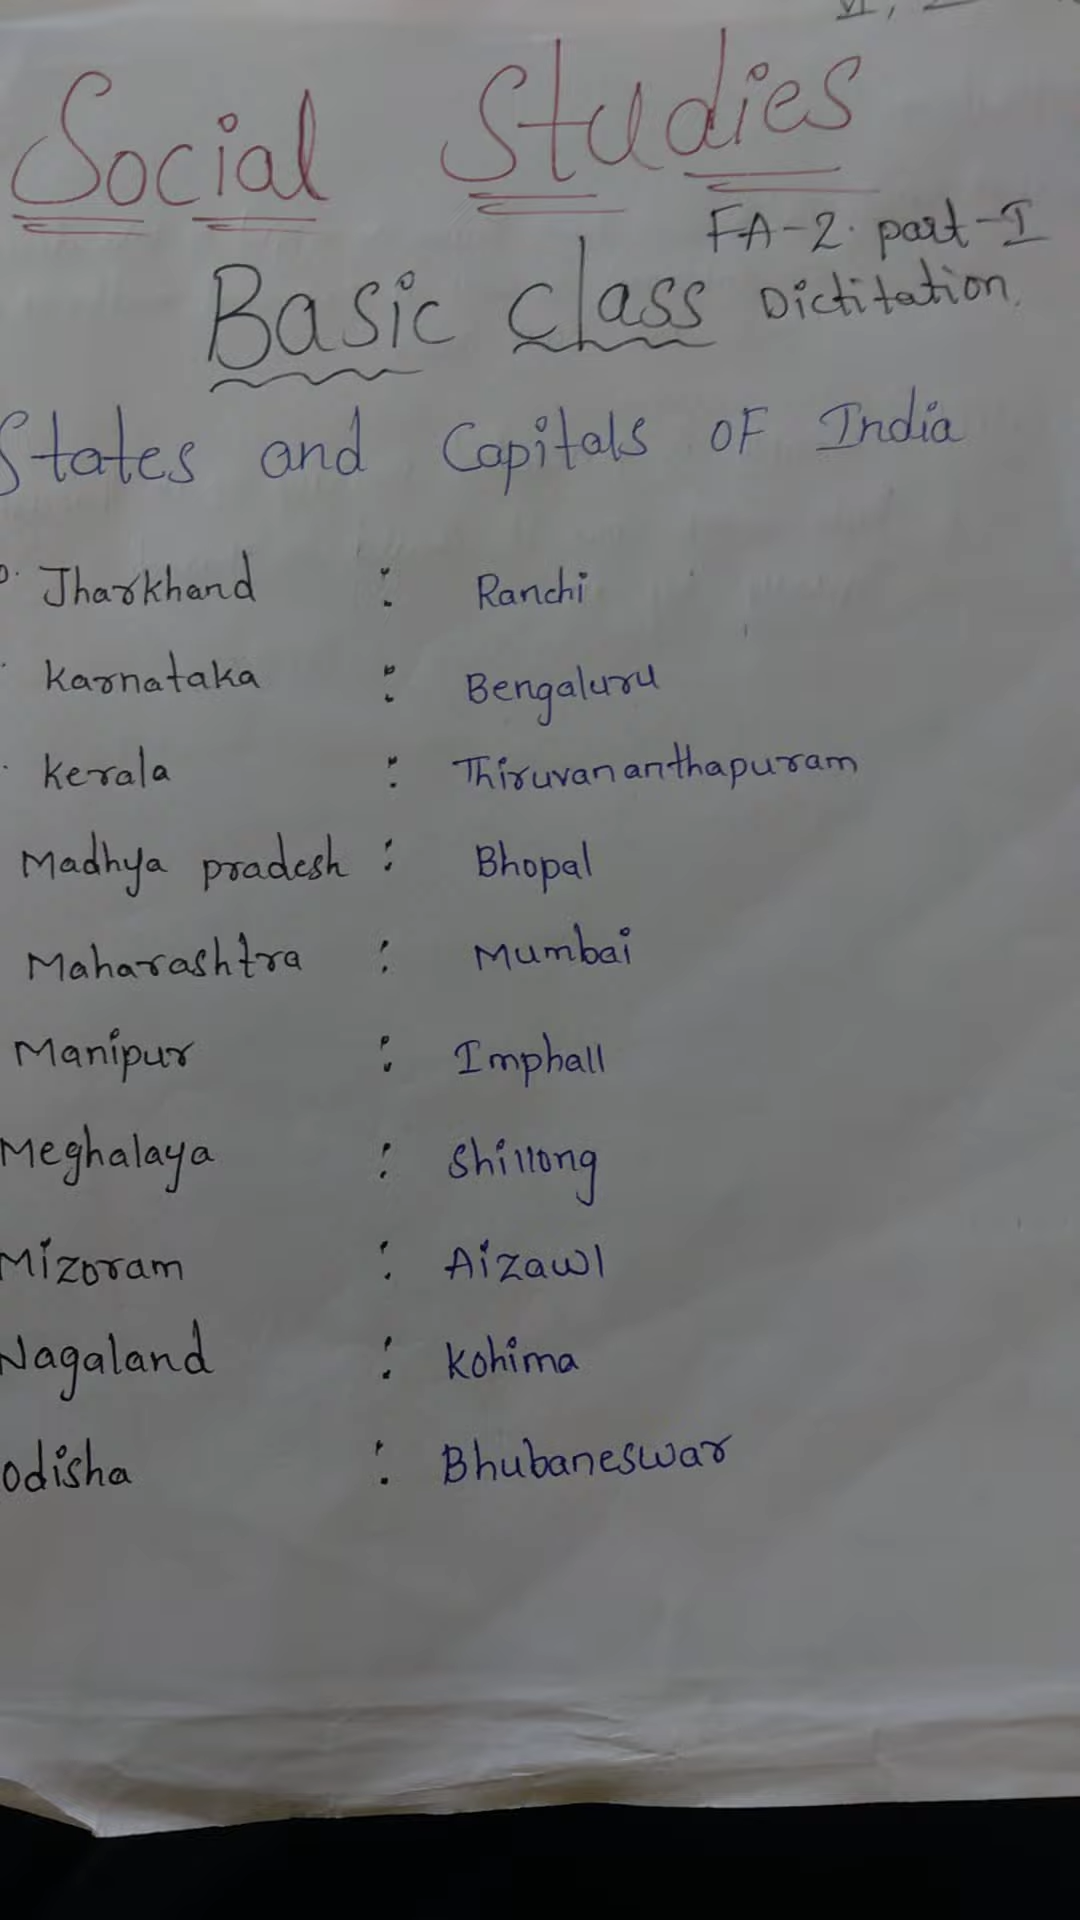 Social Studies
FA-2. part-I
Basic class Dictitation.
States and Capitals OF India
Jharkhand : Ranchi
Karnataka : Bengaluru
Kerala : Thiruvananthapuram
Madhya pradesh : Bhopal
Maharashtra : Mumbai
Manipur : Imphall
Meghalaya : Shillong
Mizoram : Aizawl
Nagaland : Kohima
Odisha : Bhubaneswar